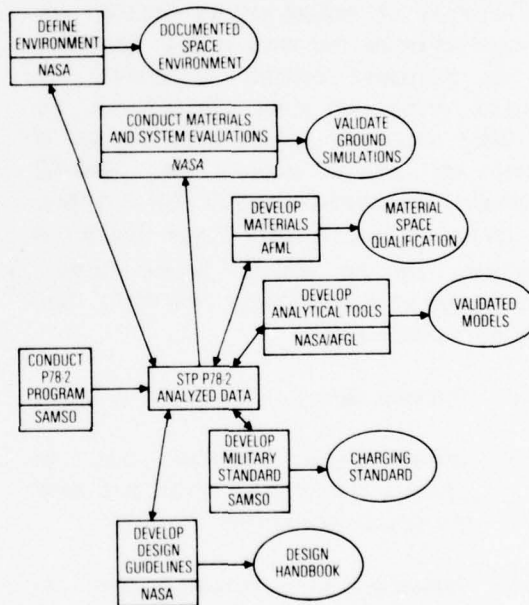 DEFINE
ENVIRONMENT
NASA
DOCUMENTED
SPACE
ENVIRONMENT
CONDUCT MATERIALS
AND SYSTEM EVALUATIONS
NASA
VALIDATE
GROUND
SIMULATIONS
DEVELOP
MATERIALS
AFML
MATERIAL
SPACE
QUALIFICATION
DEVELOP
ANALYTICAL TOOLS
NASA/AFGL
VALIDATED
MODELS
CONDUCT
P78-2
PROGRAM
SAMSO
STP P78-2
ANALYZED DATA
DEVELOP
MILITARY
STANDARD
SAMSO
CHARGING
STANDARD
DEVELOP
DESIGN
GUIDELINES
NASA
DESIGN
HANDBOOK